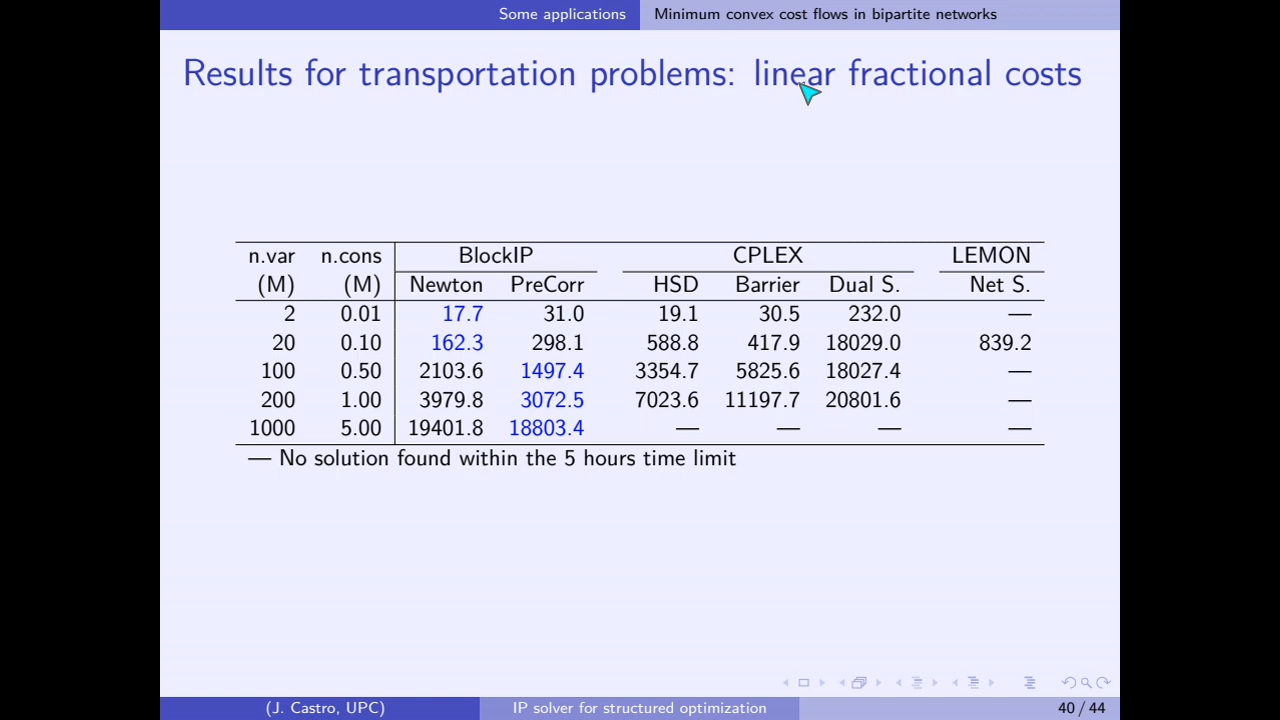 Some applications Minimum convex cost flows in bipartite networks
Results for transportation problems: linear fractional costs
n.var n.cons BlockIP CPLEX LEMON
(M) (M) Newton PreCorr HSD Barrier Dual S. Net S.
2 0.01 17.7 31.0 19.1 30.5 232.0 —
20 0.10 162.3 298.1 588.8 417.9 18029.0 839.2
100 0.50 2103.6 1497.4 3354.7 5825.6 18027.4 —
200 1.00 3979.8 3072.5 7023.6 11197.7 20801.6 —
1000 5.00 19401.8 18803.4 — — — —
— No solution found within the 5 hours time limit
(J. Castro, UPC) IP solver for structured optimization 40 / 44